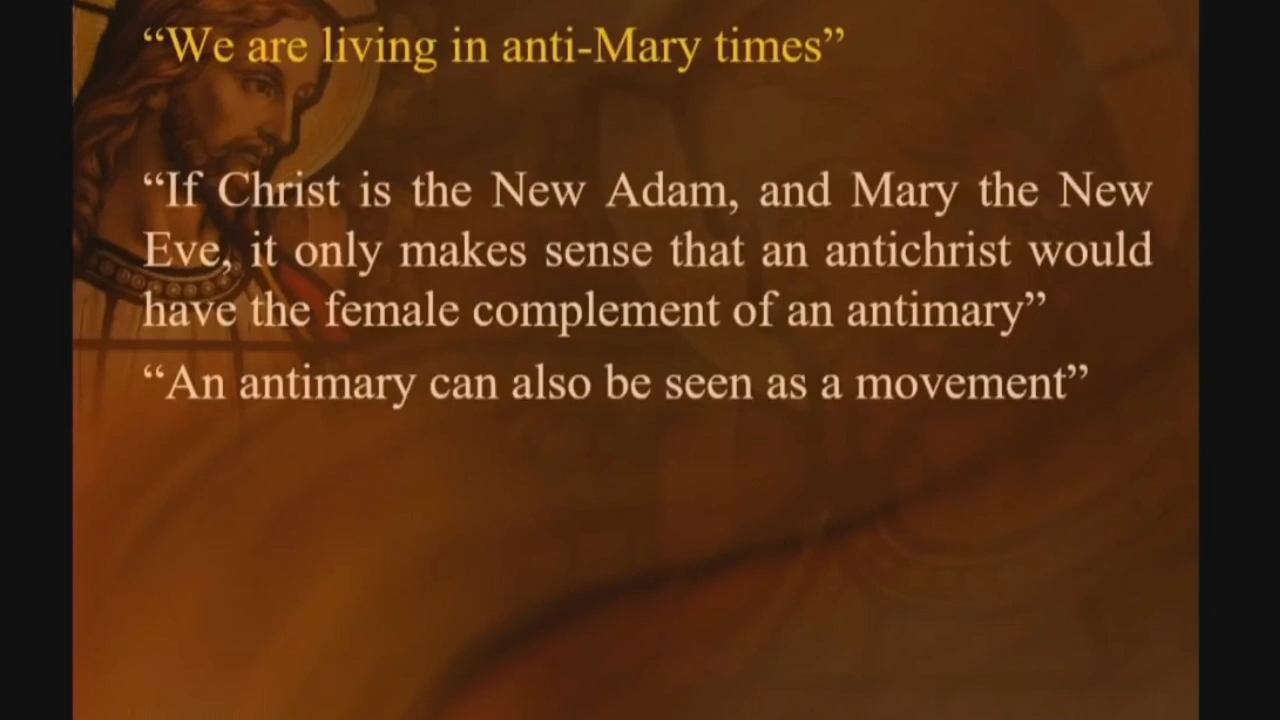 “We are living in anti-Mary times”
“If Christ is the New Adam, and Mary the New
Eve, it only makes sense that an antichrist would
have the female complement of an antimary”
“An antimary can also be seen as a movement”